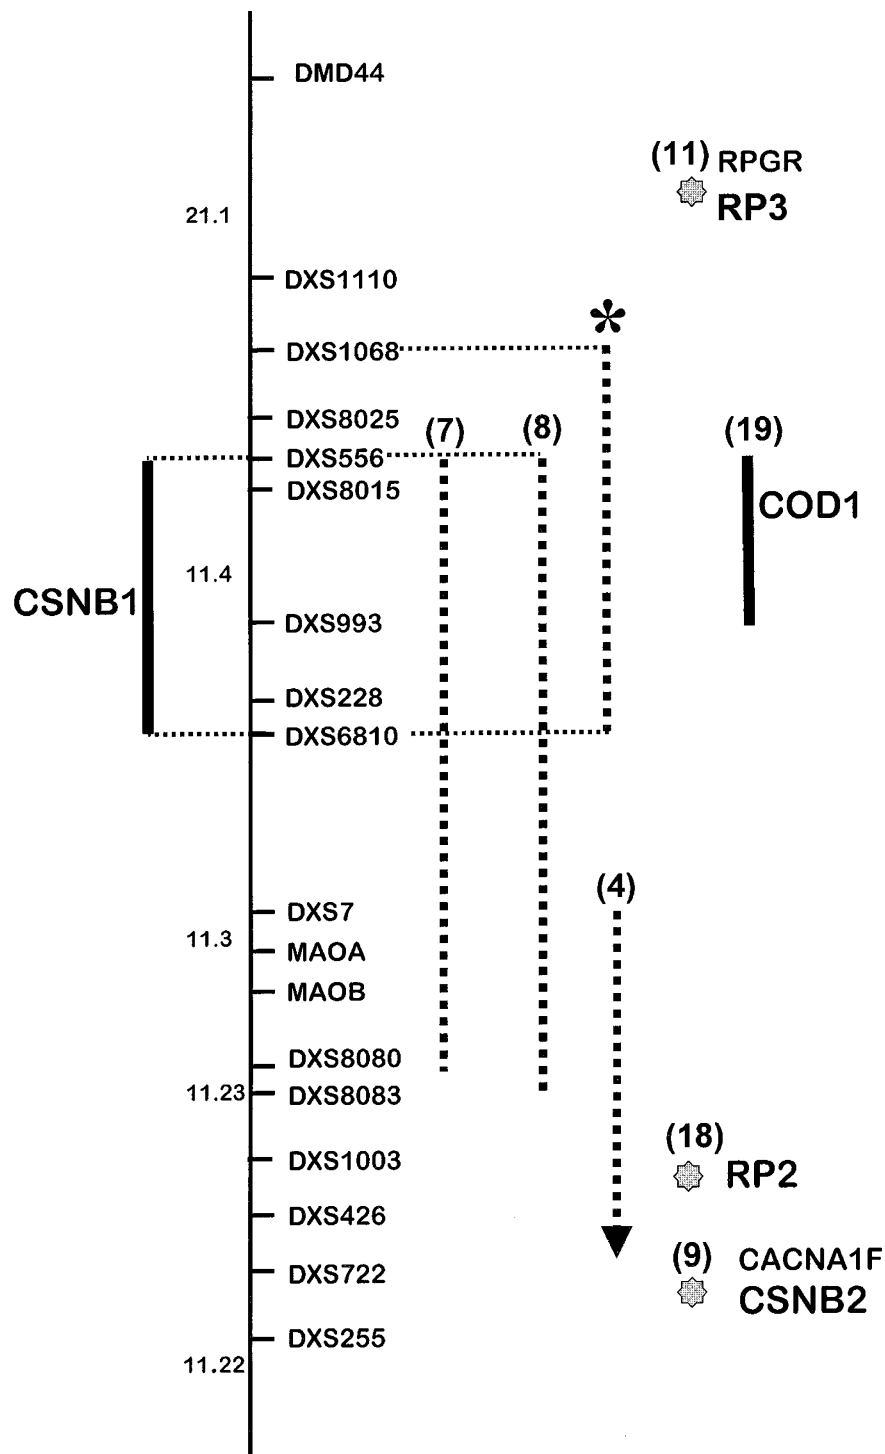 DMD44
(11) RPGR
RP3
21.1
DXS1110
*
DXS1068
DXS8025
(7)
(8)
(19)
DXS556
DXS8015
COD1
11.4
CSNB1
DXS993
DXS228
DXS6810
(4)
DXS7
11.3
MAOA
MAOB
DXS8080
11.23
DXS8083
(18)
DXS1003
RP2
DXS426
(9) CACNA1F
DXS722
CSNB2
DXS255
11.22